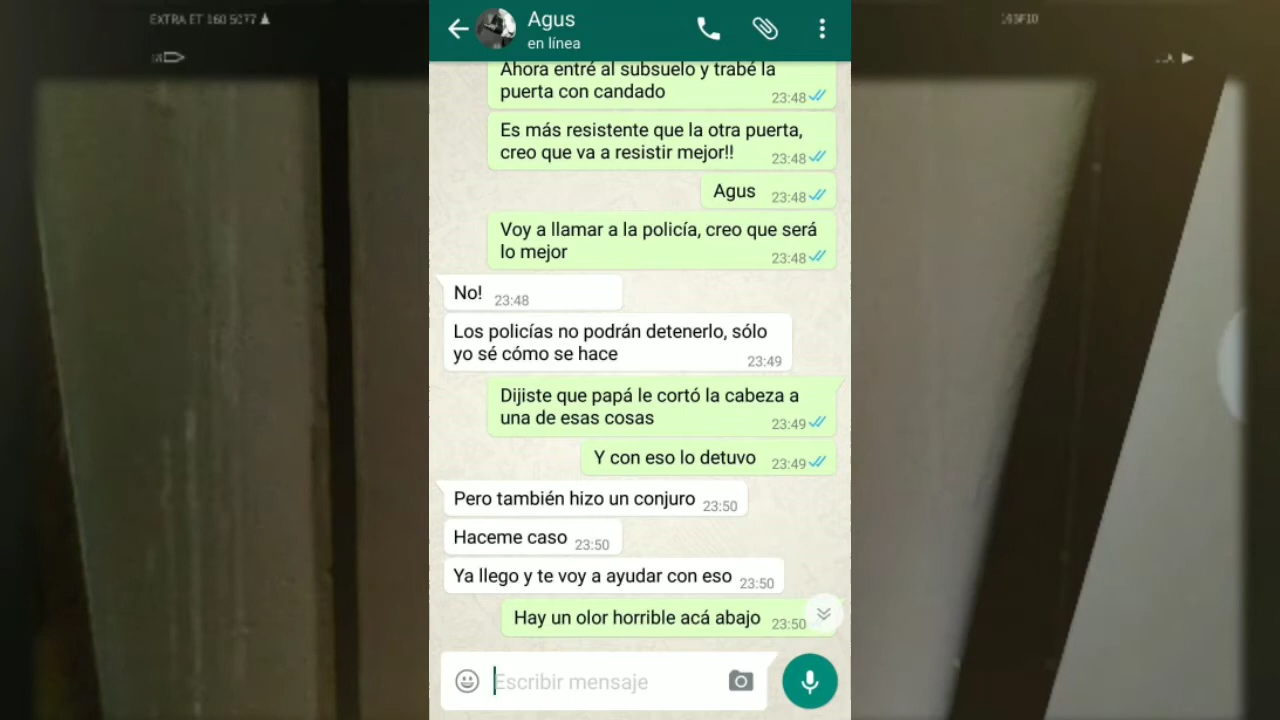 EXTRA ET 160 5077
Agus
en línea
Ahora entré al subsuelo y trabé la
puerta con candado
23:48
Es más resistente que la otra puerta,
creo que va a resistir mejor!!
23:48
Agus 23:48
Voy a llamar a la policía, creo que será
lo mejor
23:48
No! 23:48
Los policías no podrán detenerlo, sólo
yo sé cómo se hace
23:49
Dijiste que papá le cortó la cabeza a
una de esas cosas
23:49
Y con eso lo detuvo 23:49
Pero también hizo un conjuro 23:50
Haceme caso 23:50
Ya llego y te voy a ayudar con eso 23:50
Hay un olor horrible acá abajo 23:50
Escribir mensaje